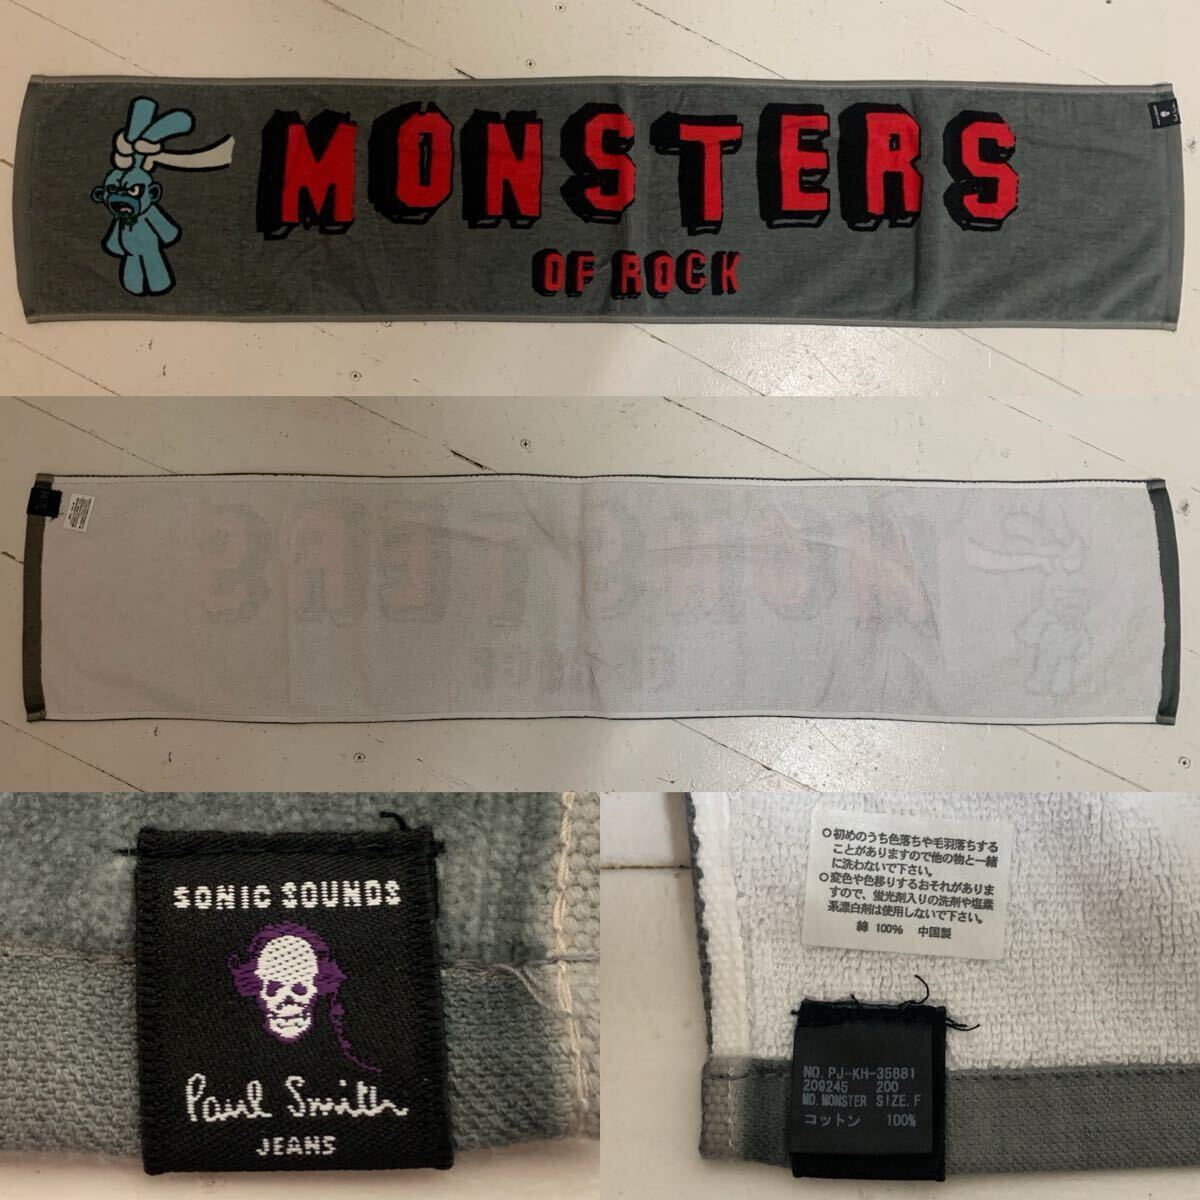 MONSTERS
OF ROCK
SONIC SOUNDS
Paul Smith
JEANS
○初めのうち色落ちや毛羽落ちする
ことがありますので他の物と一緒
に洗わないで下さい。
○変色や色移りするおそれがありま
すので、蛍光剤入りの洗剤や塩素
系漂白剤は使用しないで下さい。
綿 100% 中国製
NO. PJ-KH-35881
209245 200
MD. MONSTER SIZE. F
コットン 100%